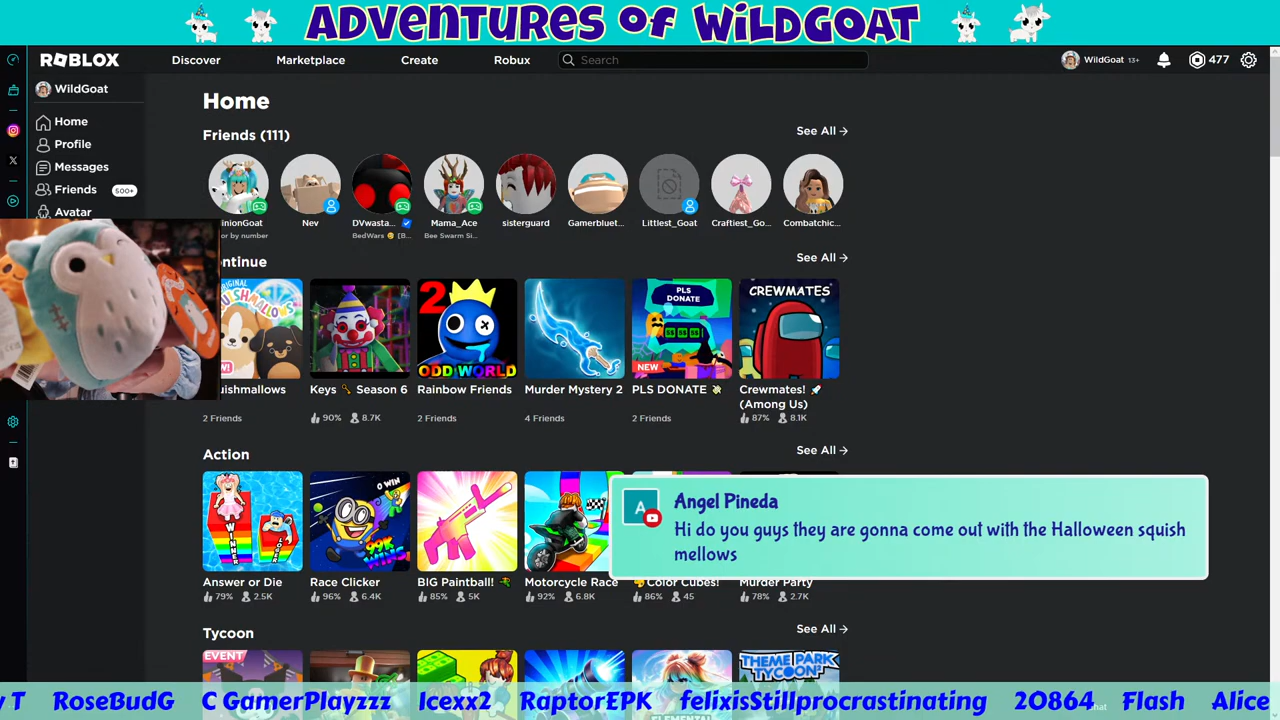 ADVENTURES OF WILDGOAT
ROBLOX
Discover
Marketplace
Create
Robux
Search
WildGoat 13+
477
WildGoat
Home
Profile
Messages
Friends
500+
Avatar
Home
Friends (111)
See All →
Nev
DVwasta...
Mama_Ace
sisterguard
Gamerbluet...
Littlest_Goat
Craftiest_Go...
Combatchic...
BedWars
Bee Swarm Si...
See All →
PLS DONATE
NEW
CREWMATES
2
ODD WORLD
Keys Season 6
Rainbow Friends
Murder Mystery 2
PLS DONATE
Crewmates!
(Among Us)
2 Friends
90% 8.7K
2 Friends
4 Friends
2 Friends
87% 8.1K
Action
See All →
WINNER
0 WIN
99K WINS
Answer or Die
Race Clicker
BIG Paintball!
Motorcycle Race
Color Cubes!
Murder Party
79% 2.5K
96% 6.4K
85% 5K
92% 6.8K
86% 45
78% 2.7K
A
Angel Pineda
Hi do you guys they are gonna come out with the Halloween squish
mellows
Tycoon
See All →
EVENT
THEME PARK
TYCOON2
y T RoseBudG C GamerPlayzzz Icexx2 RaptorEPK felixisStillprocrastinating 20864 Flash Alice